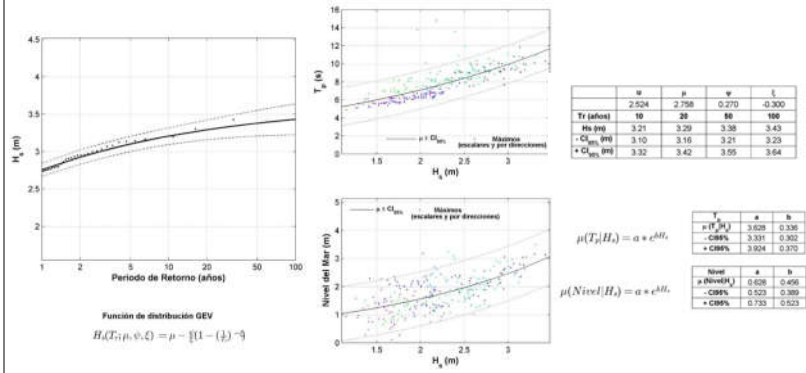 4.5
4
3.5
3
2.5
2
H_s (m)
1 2 5 10 20 50 100
Periodo de Retorno (años)
Función de distribución GEV
16
14
12
10
8
6
4
2
0
T_p (s)
μ ± CI_95%
Máximos
(escalares y por direcciones)
1.5 2 2.5 3
H_s (m)
5
4
3
2
1
0
Nivel del Mar (m)
μ ± CI_95%
Máximos
(escalares y por direcciones)
1.5 2 2.5 3
H_s (m)
u μ ψ ξ
2.524 2.758 0.270 -0.300
Tr (años) 10 20 50 100
Hs (m) 3.21 3.29 3.38 3.43
- CI_95% (m) 3.10 3.16 3.21 3.23
+ CI_95% (m) 3.32 3.42 3.55 3.64
μ(T_p|H_s) = a * e^{bH_s}
T_p a b
μ (T_p|H_s) 3.628 0.336
- CI95% 3.331 0.302
+ CI95% 3.924 0.370
μ(Nivel|H_s) = a * e^{bH_s}
Nivel a b
μ (Nivel|H_s) 0.628 0.456
- CI95% 0.523 0.389
+ CI95% 0.733 0.523